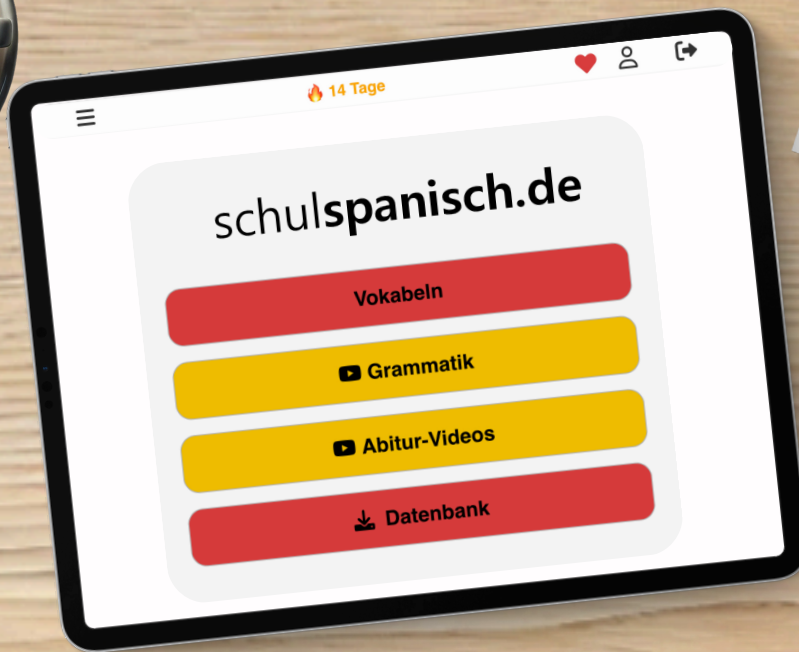 14 Tage
schulspanisch.de
Vokabeln
Grammatik
Abitur-Videos
Datenbank